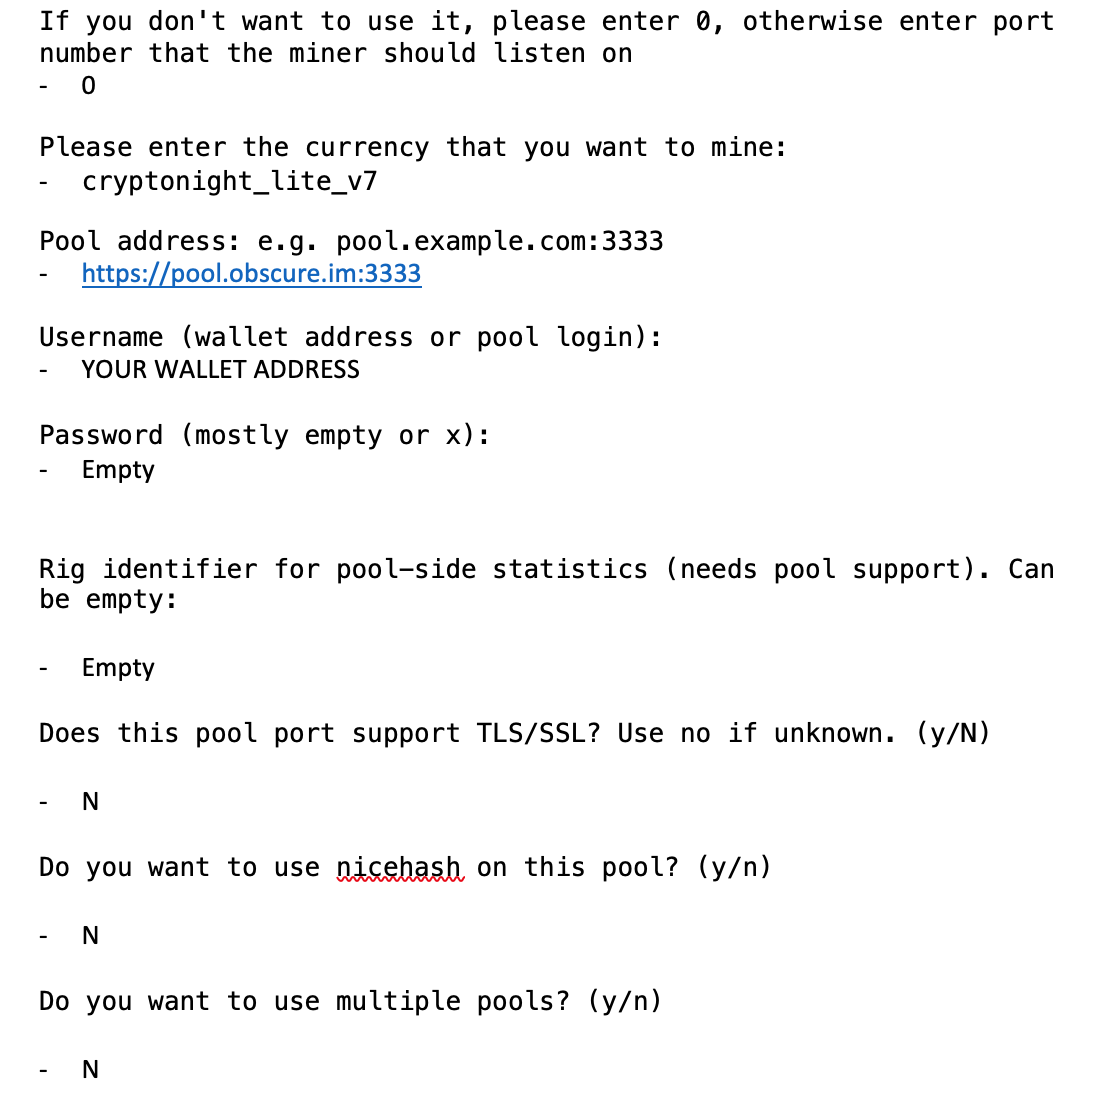 If you don't want to use it, please enter 0, otherwise enter port
number that the miner should listen on
- 0
Please enter the currency that you want to mine:
- cryptonight_lite_v7
Pool address: e.g. pool.example.com:3333
- https://pool.obscure.im:3333
Username (wallet address or pool login):
- YOUR WALLET ADDRESS
Password (mostly empty or x):
- Empty
Rig identifier for pool-side statistics (needs pool support). Can
be empty:
- Empty
Does this pool port support TLS/SSL? Use no if unknown. (y/N)
- N
Do you want to use nicehash on this pool? (y/n)
- N
Do you want to use multiple pools? (y/n)
- N